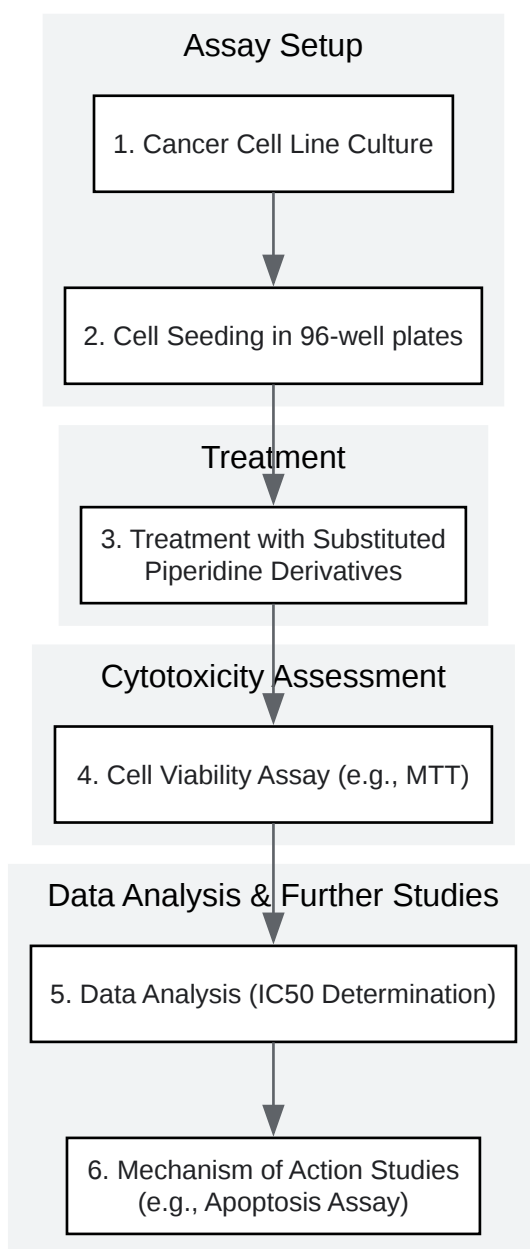 Assay Setup
1. Cancer Cell Line Culture
2. Cell Seeding in 96-well plates
Treatment
3. Treatment with Substituted
Piperidine Derivatives
Cytotoxicity Assessment
4. Cell Viability Assay (e.g., MTT)
Data Analysis & Further Studies
5. Data Analysis (IC50 Determination)
6. Mechanism of Action Studies
(e.g., Apoptosis Assay)